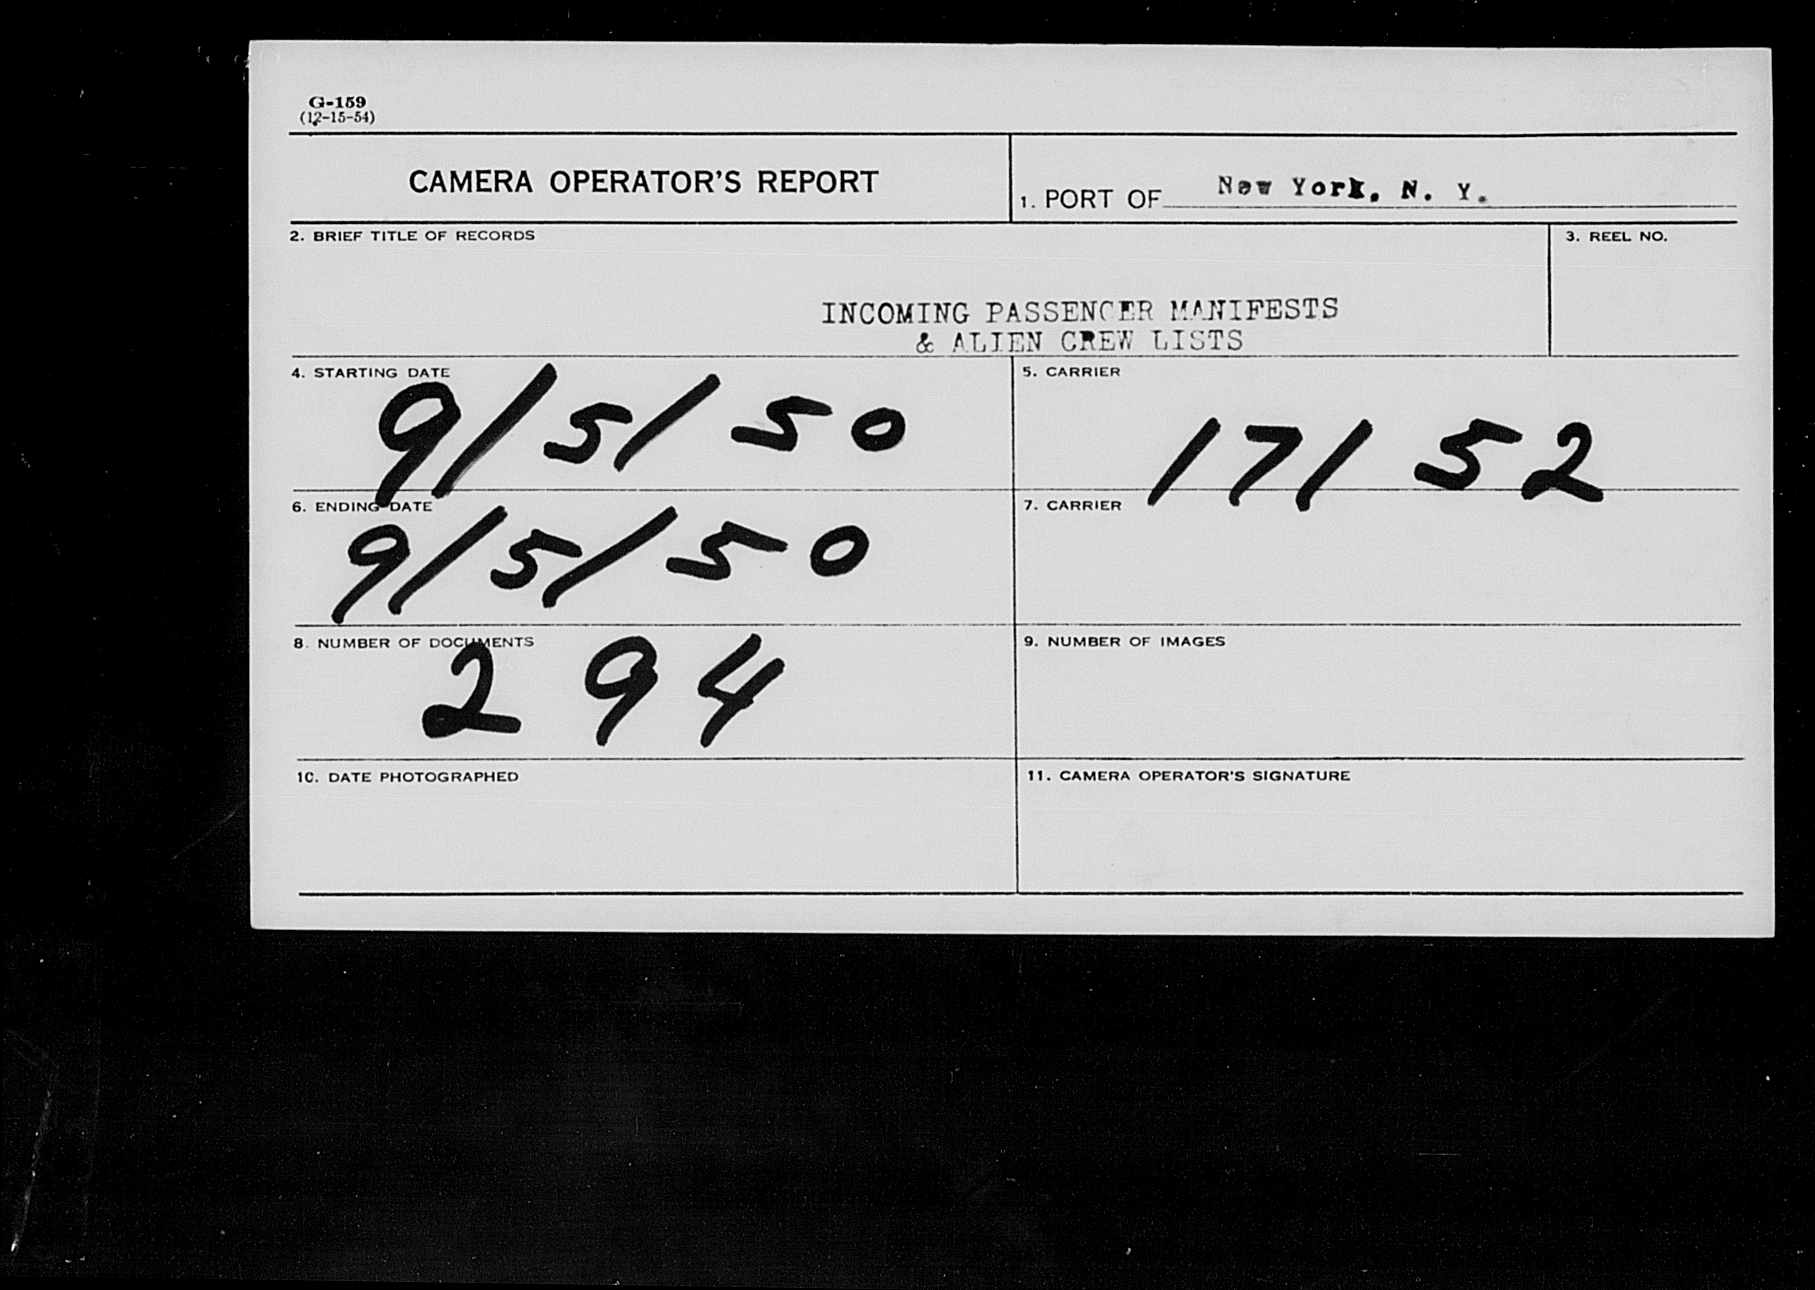 G-159
(12-15-54)
CAMERA OPERATOR'S REPORT
1. PORT OF New York, N. Y.
2. BRIEF TITLE OF RECORDS
3. REEL NO.
INCOMING PASSENGER MANIFESTS
& ALIEN CREW LISTS
4. STARTING DATE
9/5/50
5. CARRIER
17152
6. ENDING DATE
9/5/50
7. CARRIER
8. NUMBER OF DOCUMENTS
294
9. NUMBER OF IMAGES
10. DATE PHOTOGRAPHED
11. CAMERA OPERATOR'S SIGNATURE